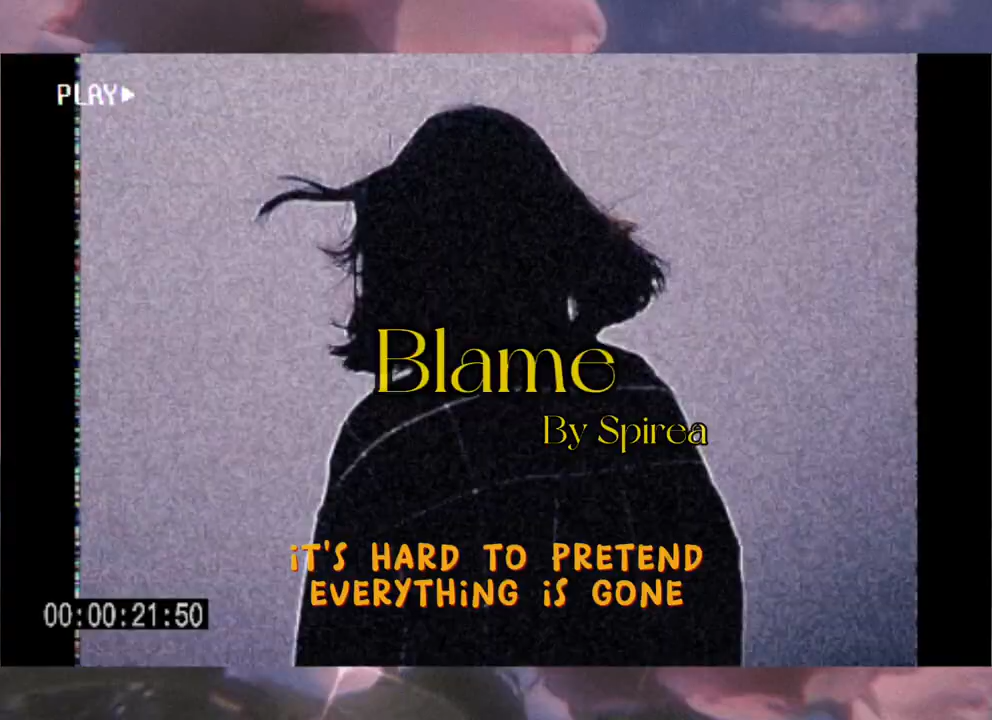 PLAY
Blame
By Spirea
iT'S HARD TO PRETEND
EVERYTHiNG iS GONE
00:00:21:50